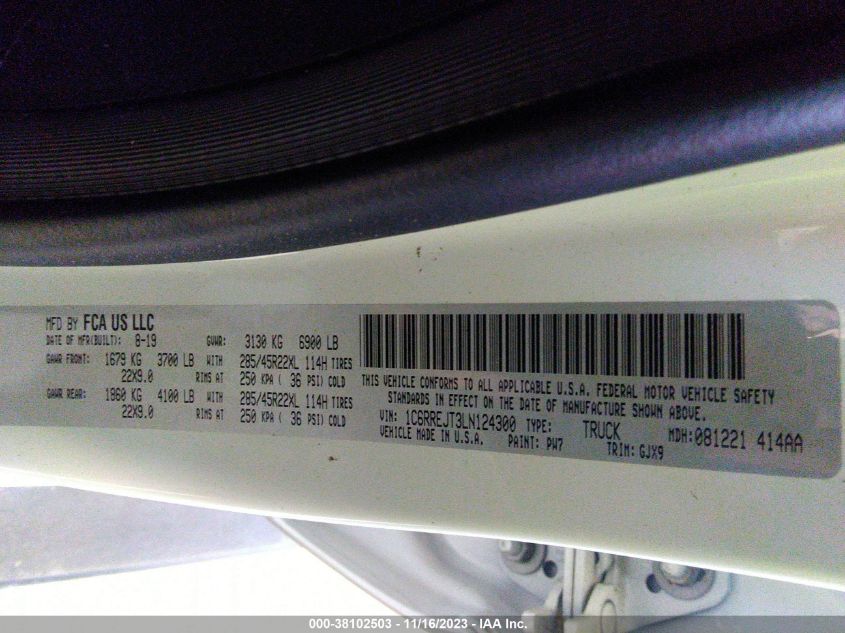 MFD BY FCA US LLC
DATE OF MFR(BUILT): 8-19 GVWR: 3130 KG 6900 LB
GAWR FRONT: 1679 KG 3700 LB WITH 285/45R22XL 114H TIRES
22X9.0 RIMS AT 250 KPA ( 36 PSI) COLD
GAWR REAR: 1860 KG 4100 LB WITH 285/45R22XL 114H TIRES
22X9.0 RIMS AT 250 KPA ( 36 PSI) COLD
THIS VEHICLE CONFORMS TO ALL APPLICABLE U.S.A. FEDERAL MOTOR VEHICLE SAFETY
STANDARDS IN EFFECT ON THE DATE OF MANUFACTURE SHOWN ABOVE.
VIN: 1C6RREJT3LN124300 TYPE: TRUCK MDH:081221 414AA
VEHICLE MADE IN U.S.A. PAINT: PW7 TRIM: GJX9
000-38102503 - 11/16/2023 - IAA Inc.